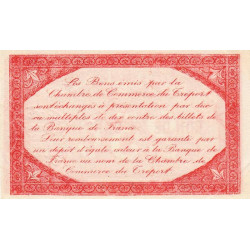 Les Bons émis par la
Chambre de Commerce du Tréport
sont échangés à présentation par dix
ou multiples de dix contre des billets de
la Banque de France.
Leur remboursement est garanti par
un dépôt d'égale valeur à la Banque de
France au nom de la Chambre de
Commerce du Tréport.